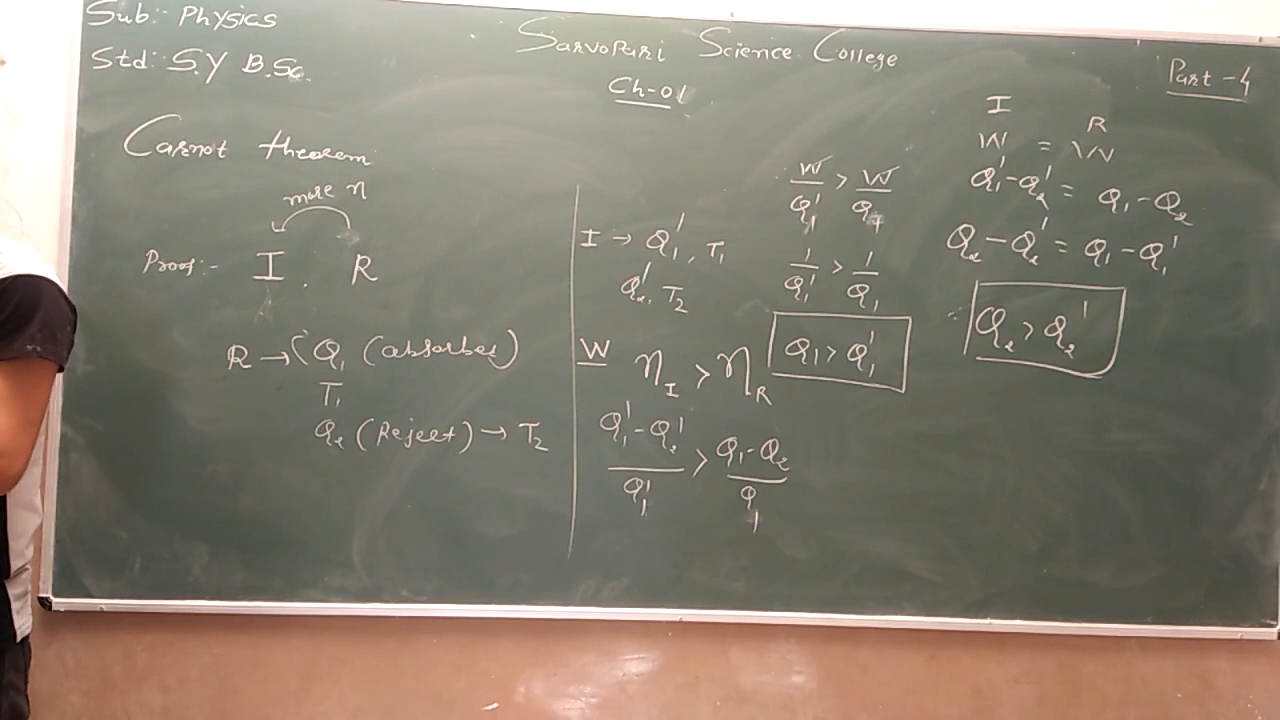 Sub:- Physics
Std:- S.Y B.Sc.
Sarvopari Science College
Ch-01
Part-4
Carnot theorem
more η
Proof:- I . R
R → Q₁ (absorbes)
T₁
Q₂ (Reject) → T₂
I → Q₁', T₁
Q₂', T₂
W
η_I > η_R
(Q₁'-Q₂')/Q₁' > (Q₁-Q₂)/Q₁
W/Q₁' > W/Q₁
1/Q₁' > 1/Q₁
Q₁ > Q₁'
I R
W = W
Q₁'-Q₂' = Q₁-Q₂
Q₂-Q₂' = Q₁-Q₁'
Q₂ > Q₂'